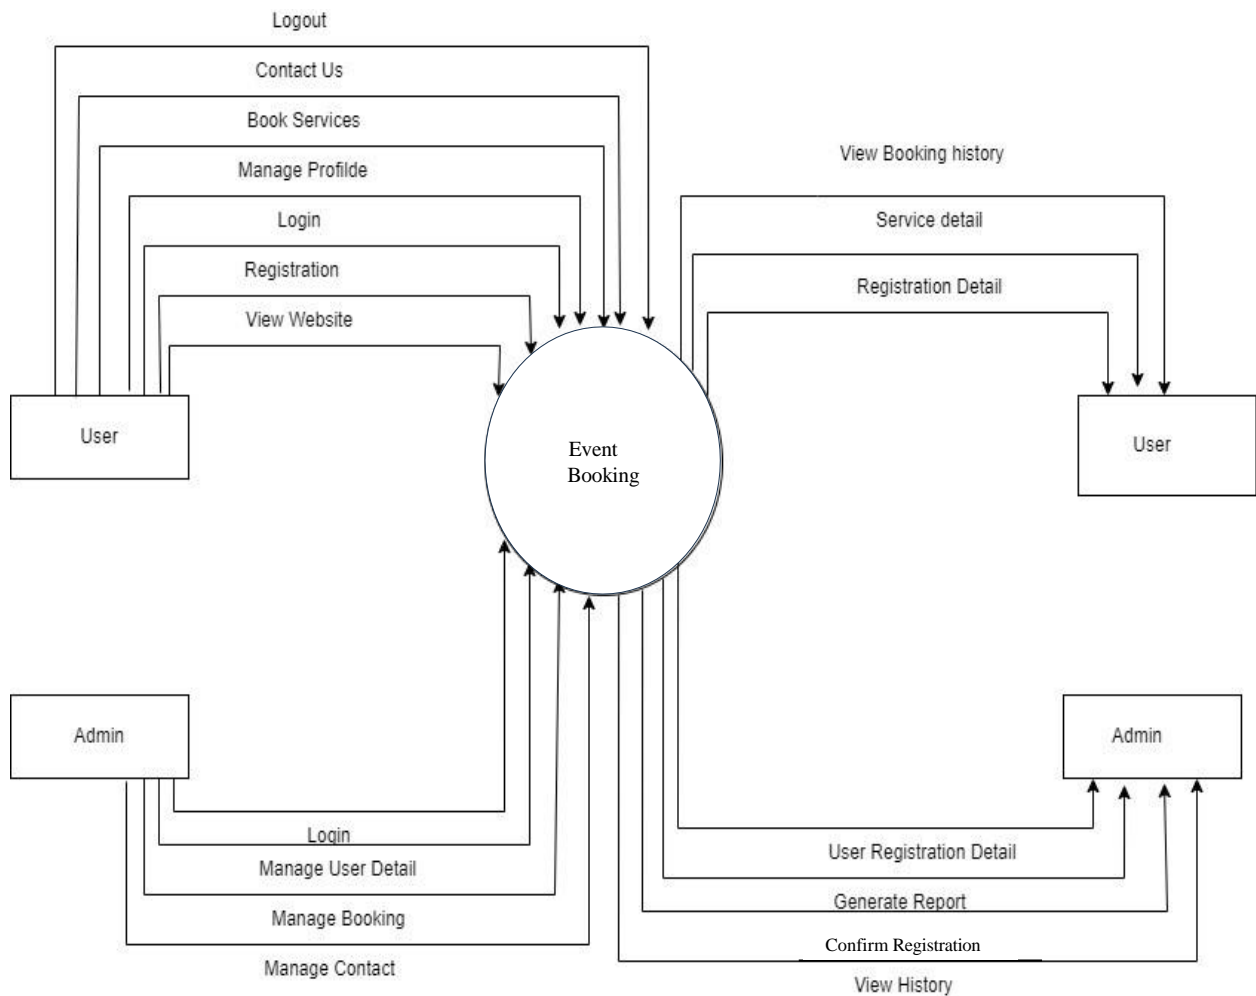 Logout
Contact Us
Book Services
Manage Profilde
Login
Registration
View Website
View Booking history
Service detail
Registration Detail
User
Event
Booking
User
Admin
Admin
Login
Manage User Detail
Manage Booking
Manage Contact
User Registration Detail
Generate Report
Confirm Registration
View History